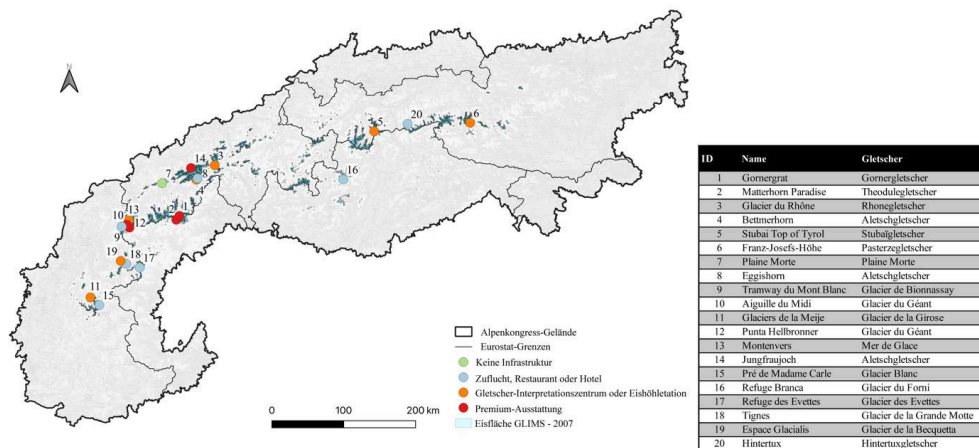 N
20
6
5
14
3
7
8
4
16
2
1
10
13
12
9
19
18
17
11
15
Alpenkongress-Gelände
Eurostat-Grenzen
Keine Infrastruktur
Zuflucht, Restaurant oder Hotel
Gletscher-Interpretationszentrum oder Eishöhletation
Premium-Ausstattung
Eisfläche GLIMS - 2007
0 100 200 km
ID Name Gletscher
1 Gornergrat Gornergletscher
2 Matterhorn Paradise Theodulegletscher
3 Glacier du Rhône Rhonegletscher
4 Bettmerhorn Aletschgletscher
5 Stubai Top of Tyrol Stubaïgletscher
6 Franz-Josefs-Höhe Pasterzegletscher
7 Plaine Morte Plaine Morte
8 Eggishorn Aletschgletscher
9 Tramway du Mont Blanc Glacier de Bionnassay
10 Aiguille du Midi Glacier du Géant
11 Glaciers de la Meije Glacier de la Girose
12 Punta Hellbronner Glacier du Géant
13 Montenvers Mer de Glace
14 Jungfraujoch Aletschgletscher
15 Pré de Madame Carle Glacier Blanc
16 Refuge Branca Glacier du Forni
17 Refuge des Evettes Glacier des Evettes
18 Tignes Glacier de la Grande Motte
19 Espace Glacialis Glacier de la Becquetta
20 Hintertux Hintertuxgletscher